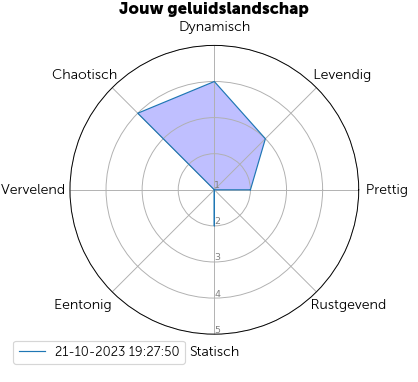 Jouw geluidslandschap
Dynamisch
Chaotisch
Levendig
Vervelend
1
Prettig
2
3
4
Eentonig
Rustgevend
5
21-10-2023 19:27:50
Statisch